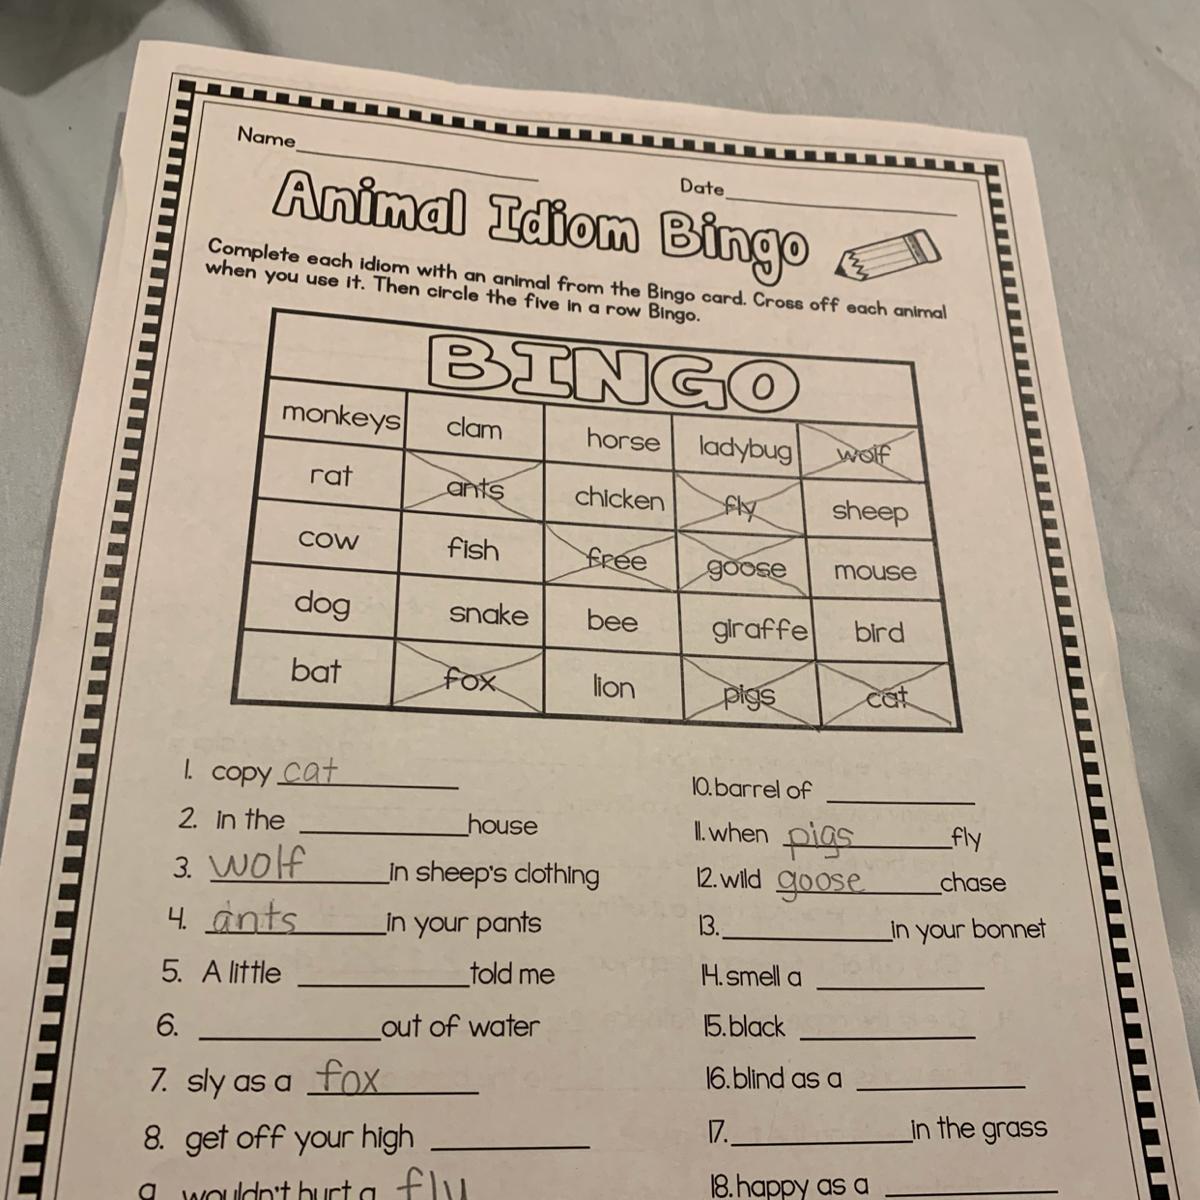 Name
Date
Animal Idiom Bingo
Complete each idiom with an animal from the Bingo card. Cross off each animal
when you use it. Then circle the five in a row Bingo.
BINGO
monkeys clam horse ladybug wolf
rat ants chicken fly sheep
cow fish free goose mouse
dog snake bee giraffe bird
bat fox lion pigs cat
1. copy cat
2. in the house
3. wolf in sheep's clothing
4. ants in your pants
5. A little told me
6. out of water
7. sly as a fox
8. get off your high
9. wouldn't hurt a fly
10. barrel of
11. when pigs fly
12. wild goose chase
13. in your bonnet
14. smell a
15. black
16. blind as a
17. in the grass
18. happy as a